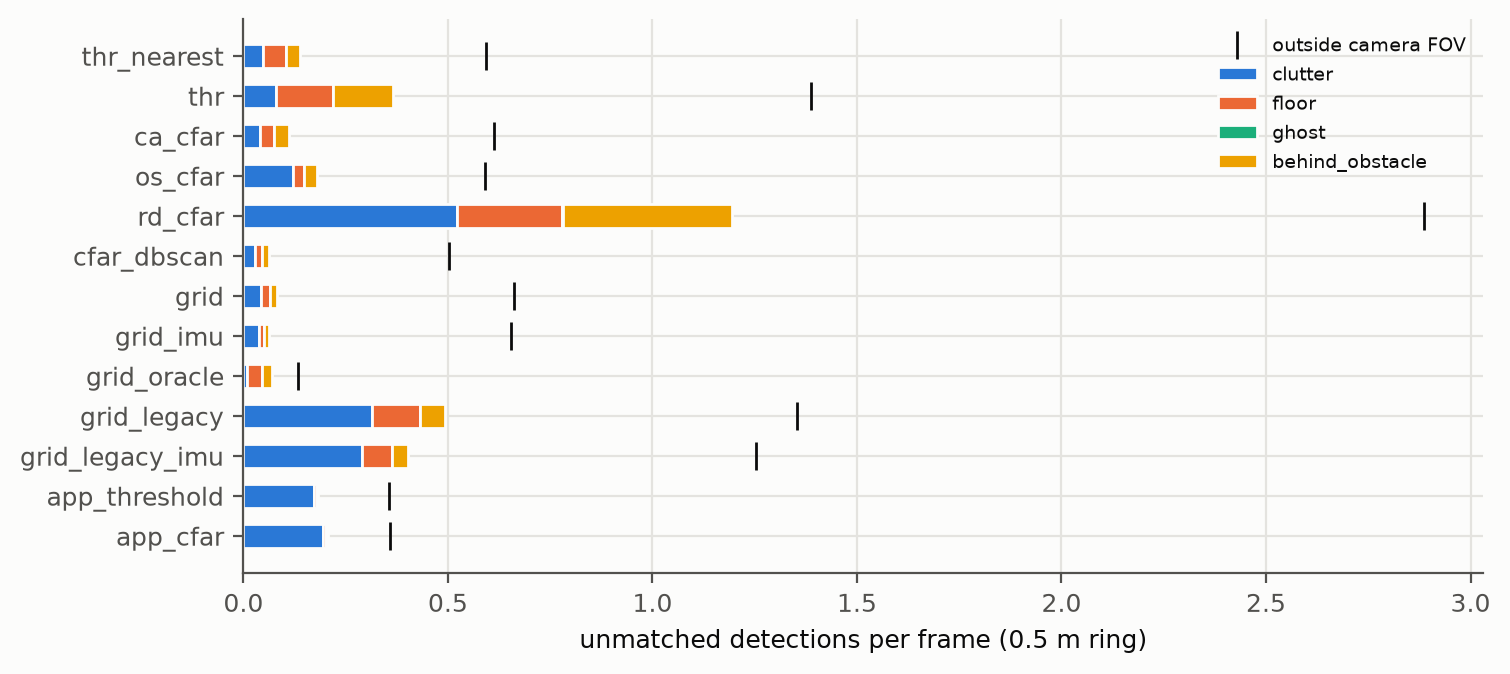 thr_nearest
thr
ca_cfar
os_cfar
rd_cfar
cfar_dbscan
grid
grid_imu
grid_oracle
grid_legacy
grid_legacy_imu
app_threshold
app_cfar
outside camera FOV
clutter
floor
ghost
behind_obstacle
0.0 0.5 1.0 1.5 2.0 2.5 3.0
unmatched detections per frame (0.5 m ring)